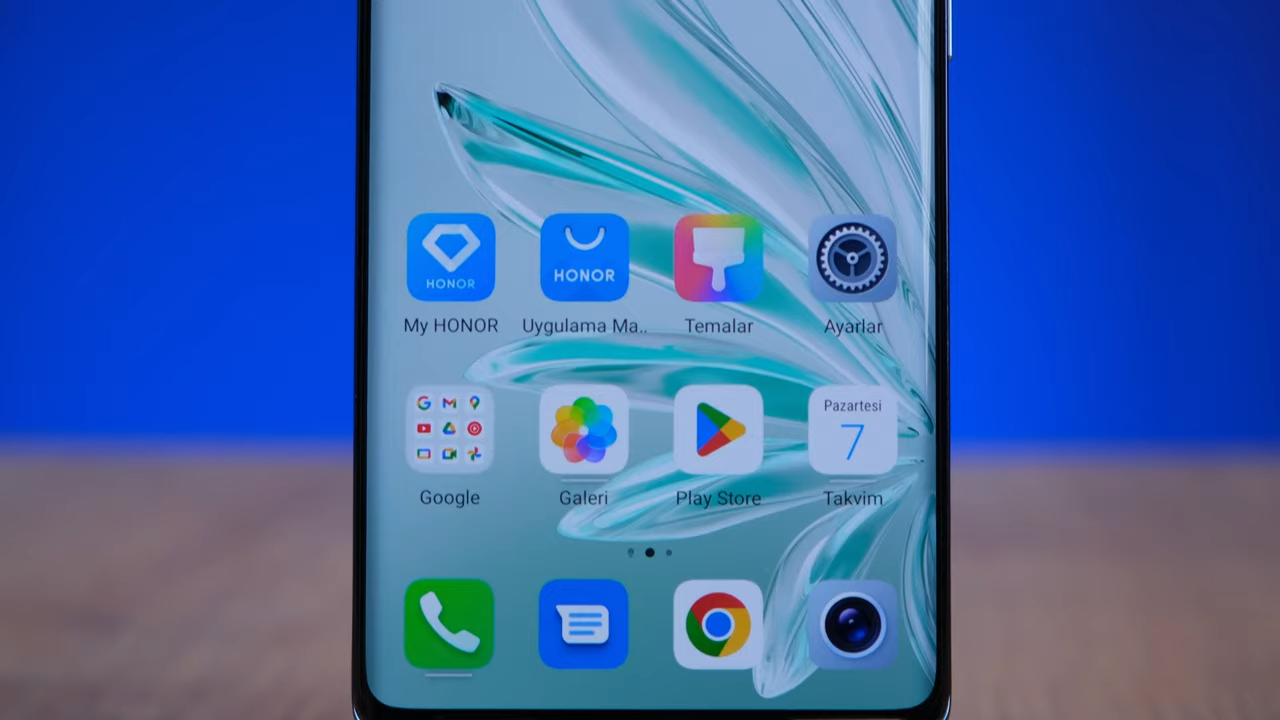 HONOR
HONOR
My HONOR
Uygulama Ma..
Temalar
Ayarlar
Pazartesi
7
Google
Galeri
Play Store
Takvim